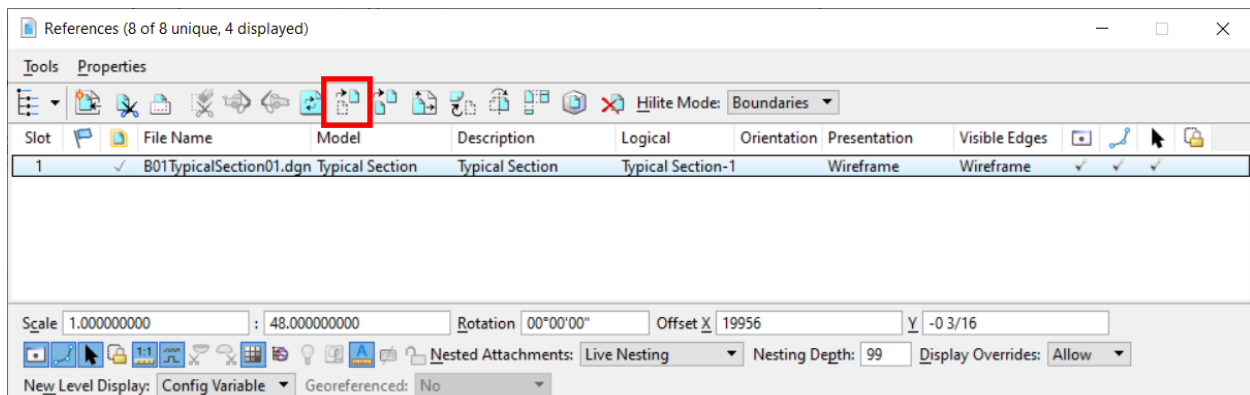 References (8 of 8 unique, 4 displayed)
Tools Properties
Hilite Mode: Boundaries
Slot File Name Model Description Logical Orientation Presentation Visible Edges
1 B01TypicalSection01.dgn Typical Section Typical Section Typical Section-1 Wireframe Wireframe
Scale 1.000000000 : 48.000000000 Rotation 00°00'00" Offset X 19956 Y -0 3/16
1:1 A Nested Attachments: Live Nesting Nesting Depth: 99 Display Overrides: Allow
New Level Display: Config Variable Georeferenced: No